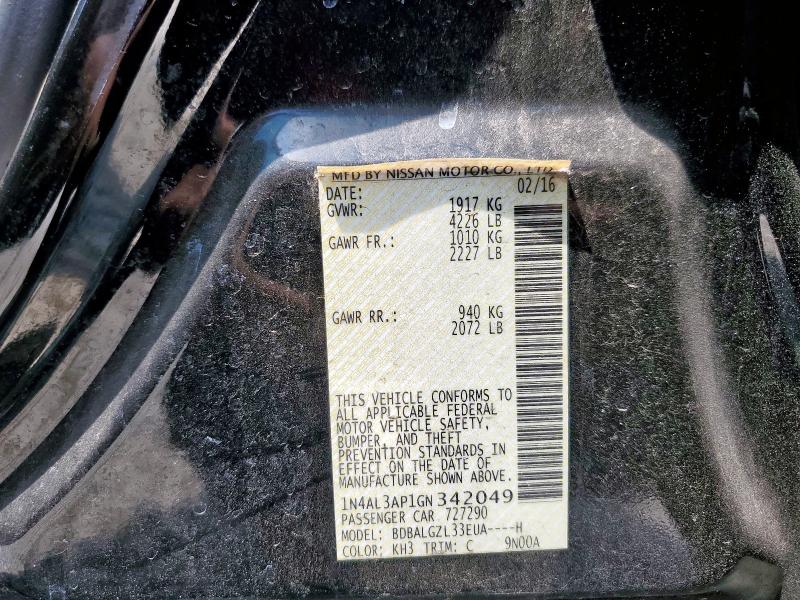 MFD BY NISSAN MOTOR CO., LTD.
DATE: 02/16
GVWR: 1917 KG
4226 LB
GAWR FR.: 1010 KG
2227 LB
GAWR RR.: 940 KG
2072 LB
THIS VEHICLE CONFORMS TO
ALL APPLICABLE FEDERAL
MOTOR VEHICLE SAFETY,
BUMPER, AND THEFT
PREVENTION STANDARDS IN
EFFECT ON THE DATE OF
MANUFACTURE SHOWN ABOVE.
1N4AL3AP1GN342049
PASSENGER CAR 727290
MODEL: BDBALGZL33EUA----H
COLOR: KH3 TRIM: C 9N00A